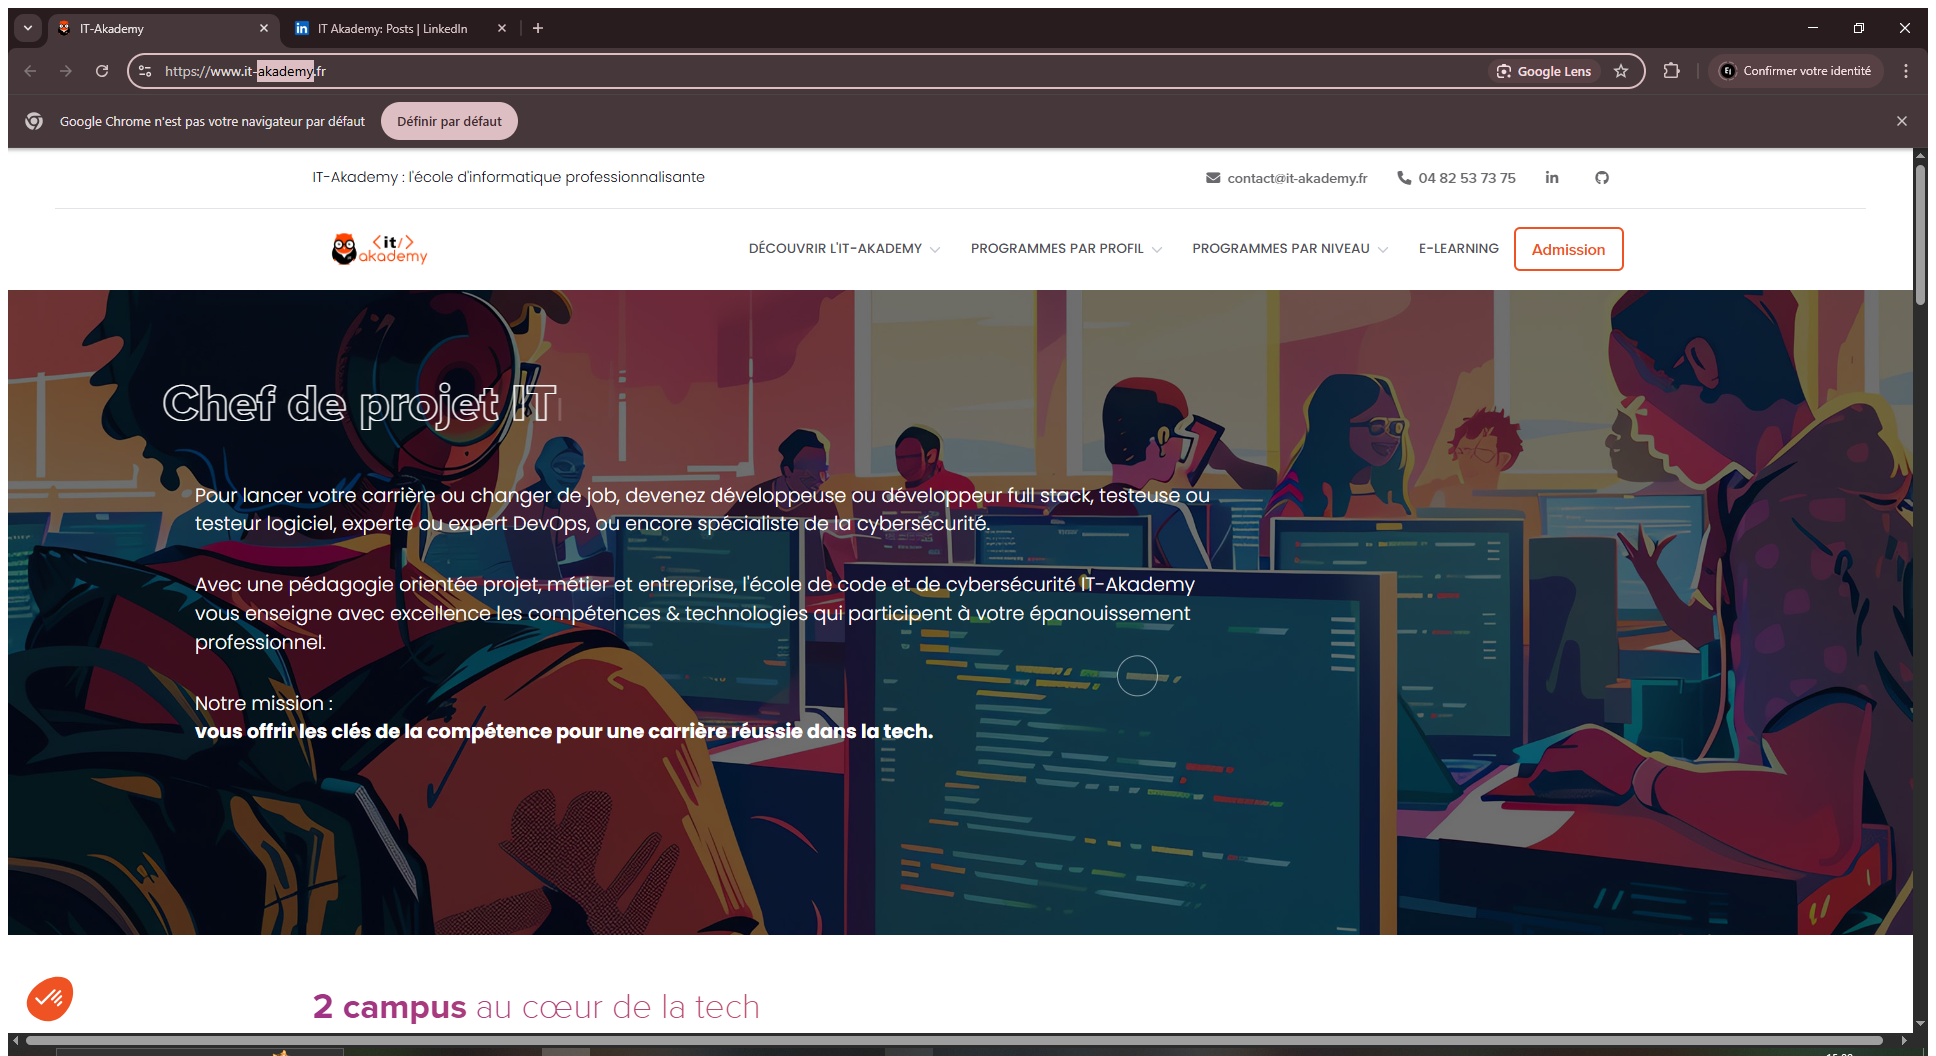 IT-Akademy
IT Akademy: Posts | LinkedIn
https://www.it-akademy.fr
Google Lens
Confirmer votre identité
Google Chrome n'est pas votre navigateur par défaut
Définir par défaut
IT-Akademy : l'école d'informatique professionnalisante
contact@it-akademy.fr
04 82 53 73 75
<it/>
akademy
DÉCOUVRIR L'IT-AKADEMY
PROGRAMMES PAR PROFIL
PROGRAMMES PAR NIVEAU
E-LEARNING
Admission
Chef de projet IT
Pour lancer votre carrière ou changer de job, devenez développeuse ou développeur full stack, testeuse ou
testeur logiciel, experte ou expert DevOps, ou encore spécialiste de la cybersécurité.
Avec une pédagogie orientée projet, métier et entreprise, l'école de code et de cybersécurité IT-Akademy
vous enseigne avec excellence les compétences & technologies qui participent à votre épanouissement
professionnel.
Notre mission :
vous offrir les clés de la compétence pour une carrière réussie dans la tech.
2 campus au cœur de la tech